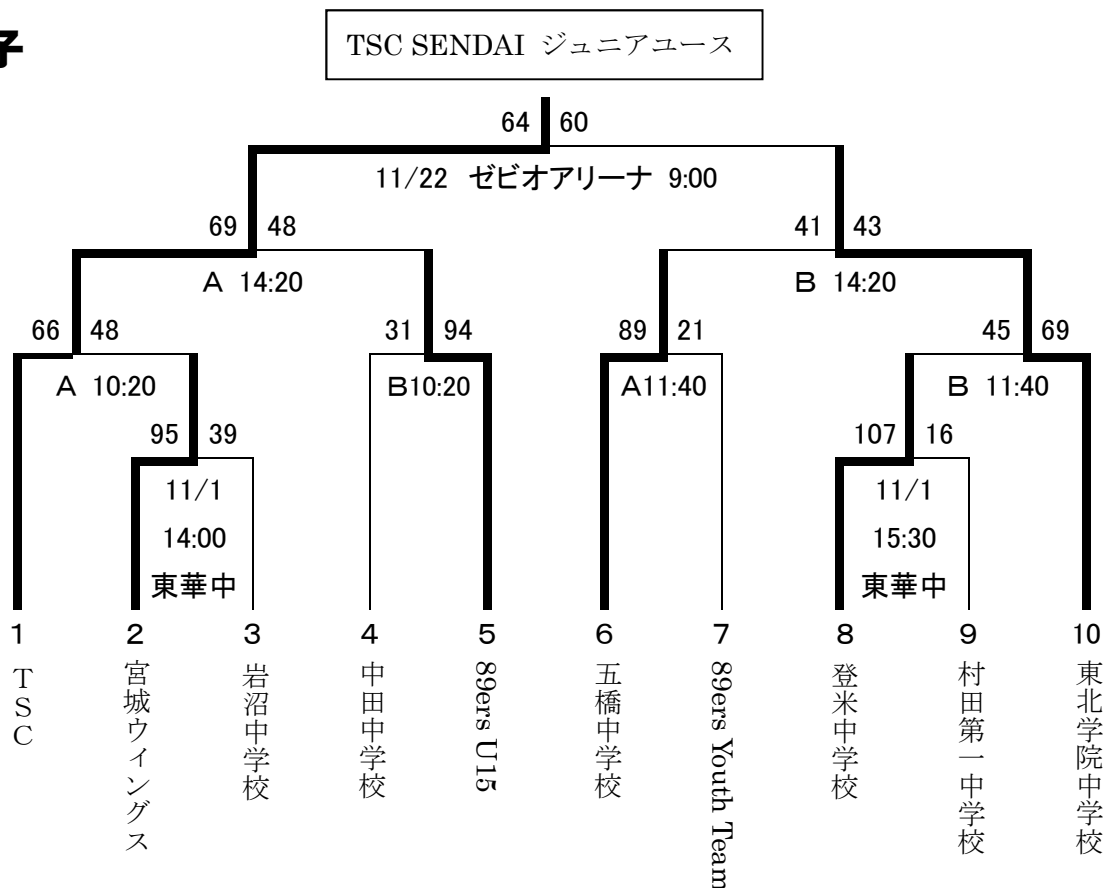 子
TSC SENDAI ジュニアユース
64 60
11/22 ゼビオアリーナ 9:00
69 48
41 43
A 14:20
B 14:20
66 48
31 94
89 21
45 69
A 10:20
B10:20
A11:40
B 11:40
95 39
107 16
11/1
14:00
東華中
11/1
15:30
東華中
1 2 3 4 5 6 7 8 9 10
TSC
宮城ウィングス
岩沼中学校
中田中学校
89ers U15
五橋中学校
89ers Youth Team
登米中学校
村田第一中学校
東北学院中学校